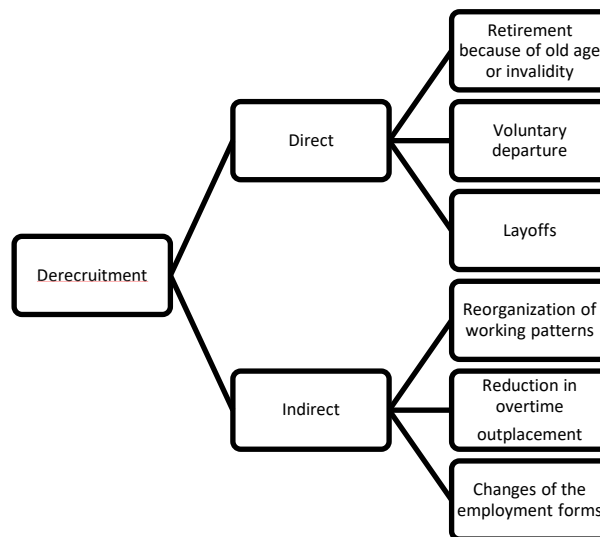 Derecruitment
Direct
Retirement
because of old age
or invalidity
Voluntary
departure
Layoffs
Indirect
Reorganization of
working patterns
Reduction in
overtime
outplacement
Changes of the
employment forms